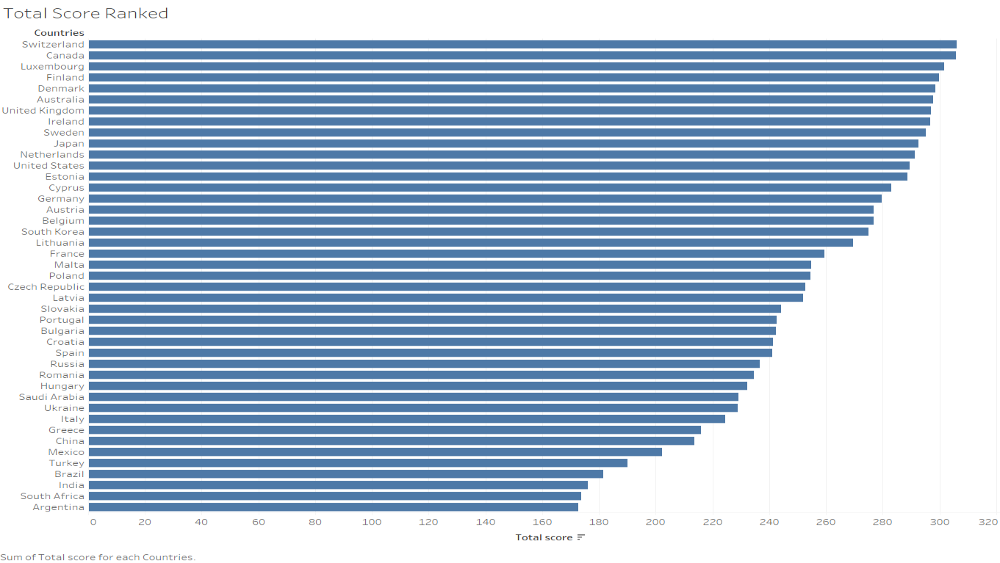 Total Score Ranked
Countries
Switzerland
Canada
Luxembourg
Finland
Denmark
Australia
United Kingdom
Ireland
Sweden
Japan
Netherlands
United States
Estonia
Cyprus
Germany
Austria
Belgium
South Korea
Lithuania
France
Malta
Poland
Czech Republic
Latvia
Slovakia
Portugal
Bulgaria
Croatia
Spain
Russia
Romania
Hungary
Saudi Arabia
Ukraine
Italy
Greece
China
Mexico
Turkey
Brazil
India
South Africa
Argentina
0 20 40 60 80 100 120 140 160 180 200 220 240 260 280 300 320
Total score
Sum of Total score for each Countries.